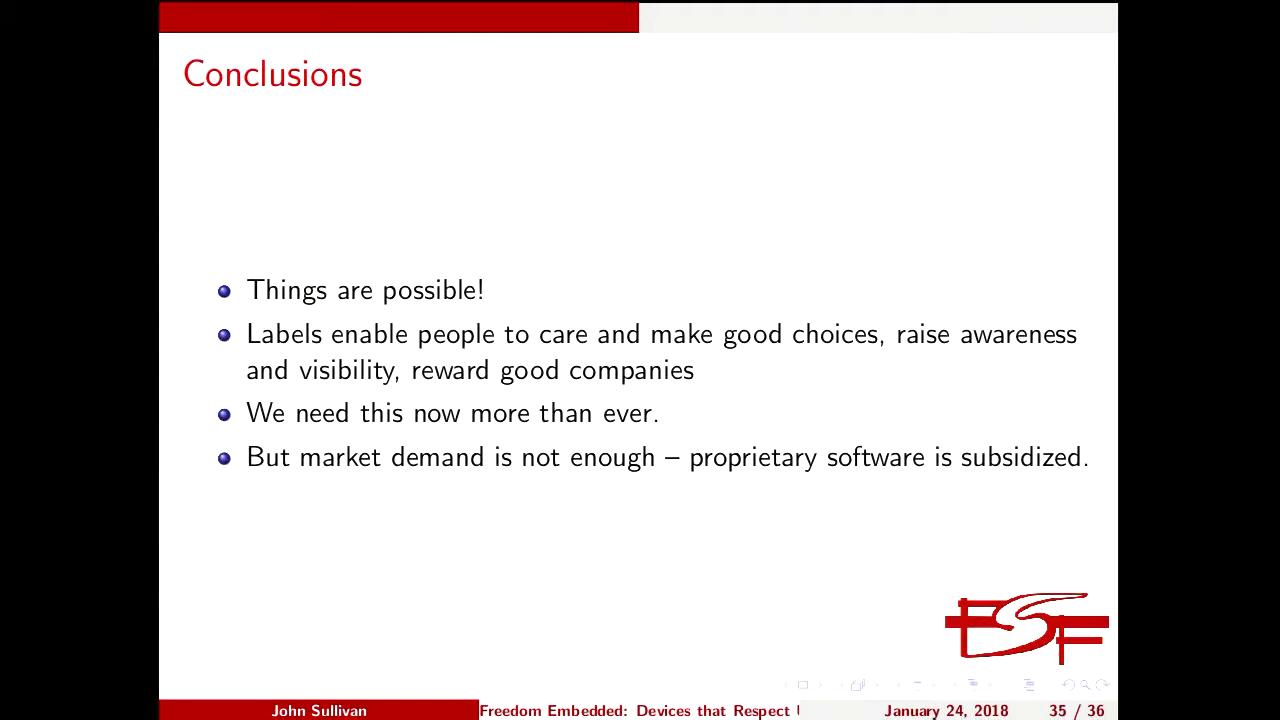 Conclusions
Things are possible!
Labels enable people to care and make good choices, raise awareness
and visibility, reward good companies
We need this now more than ever.
But market demand is not enough – proprietary software is subsidized.
FSF
John Sullivan
Freedom Embedded: Devices that Respect
January 24, 2018
35 / 36